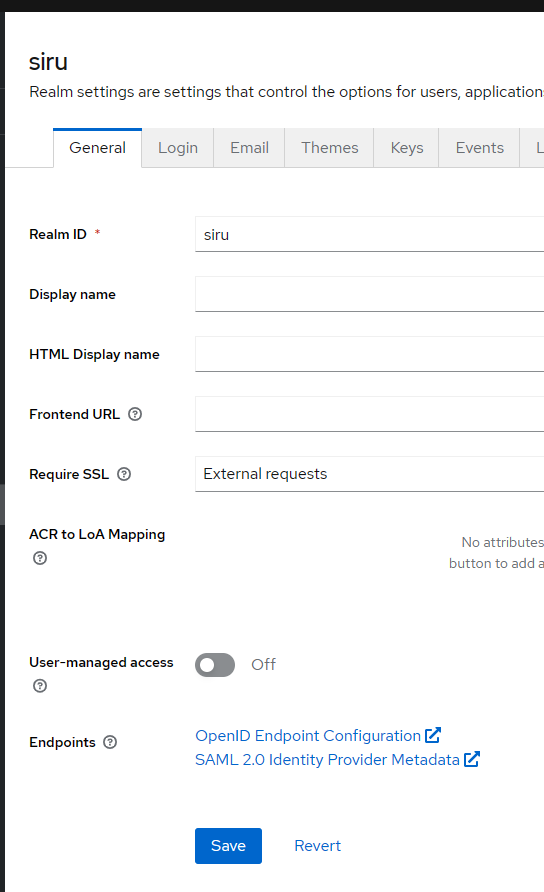 siru
Realm settings are settings that control the options for users, application
General Login Email Themes Keys Events L
Realm ID * siru
Display name
HTML Display name
Frontend URL
Require SSL External requests
ACR to LoA Mapping
No attributes
button to add a
User-managed access Off
Endpoints OpenID Endpoint Configuration
SAML 2.0 Identity Provider Metadata
Save Revert